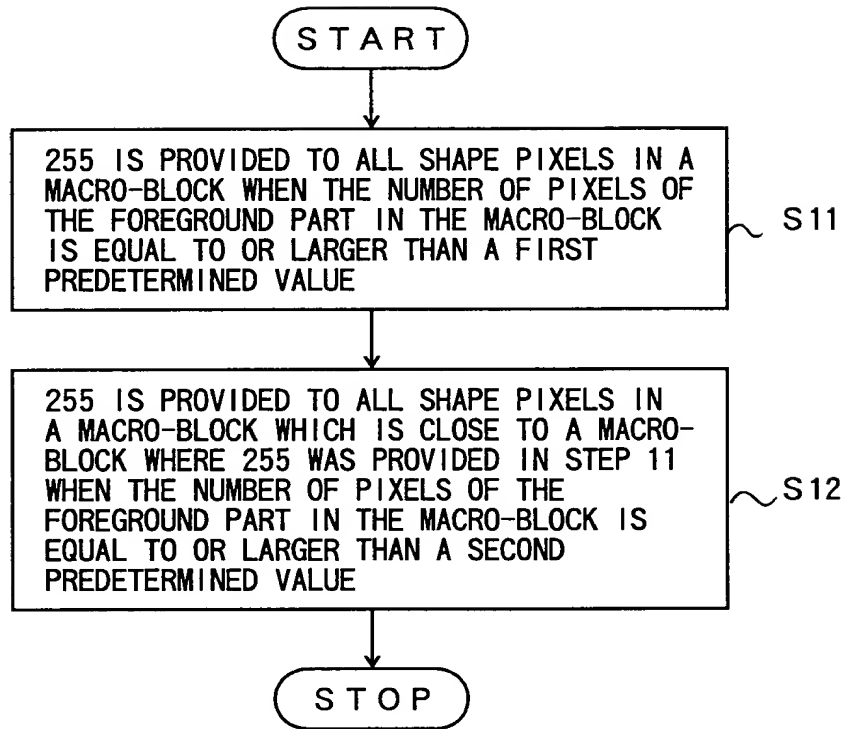 START
255 IS PROVIDED TO ALL SHAPE PIXELS IN A
MACRO-BLOCK WHEN THE NUMBER OF PIXELS OF
THE FOREGROUND PART IN THE MACRO-BLOCK
IS EQUAL TO OR LARGER THAN A FIRST
PREDETERMINED VALUE
S11
255 IS PROVIDED TO ALL SHAPE PIXELS IN
A MACRO-BLOCK WHICH IS CLOSE TO A MACRO-
BLOCK WHERE 255 WAS PROVIDED IN STEP 11
WHEN THE NUMBER OF PIXELS OF THE
FOREGROUND PART IN THE MACRO-BLOCK IS
EQUAL TO OR LARGER THAN A SECOND
PREDETERMINED VALUE
S12
STOP